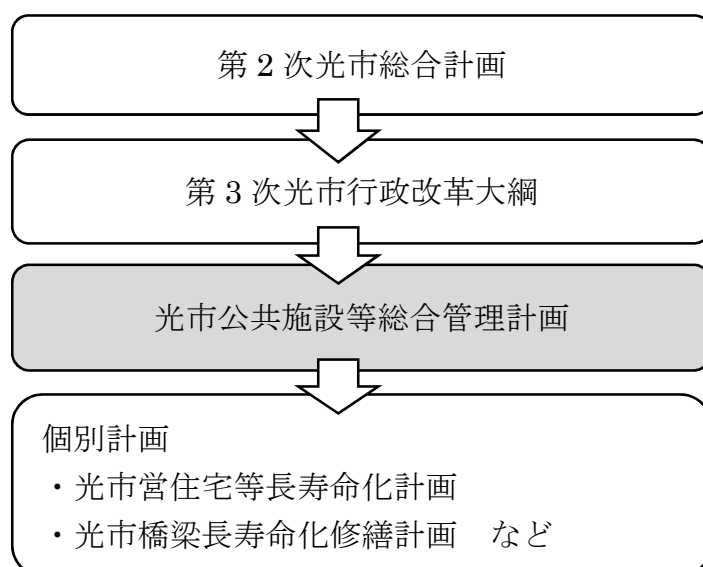 第２次光市総合計画
第３次光市行政改革大綱
光市公共施設等総合管理計画
個別計画
・光市営住宅等長寿命化計画
・光市橋梁長寿命化修繕計画　など